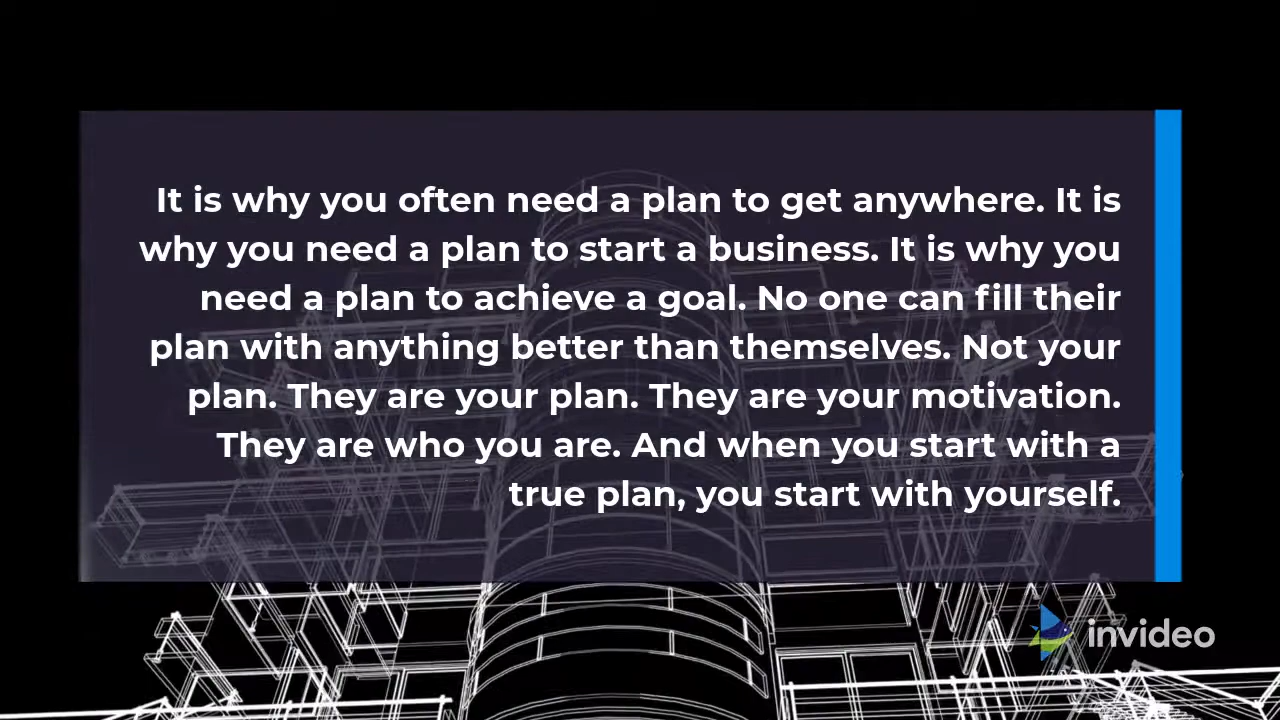 It is why you often need a plan to get anywhere. It is
why you need a plan to start a business. It is why you
need a plan to achieve a goal. No one can fill their
plan with anything better than themselves. Not your
plan. They are your plan. They are your motivation.
They are who you are. And when you start with a
true plan, you start with yourself.
invideo